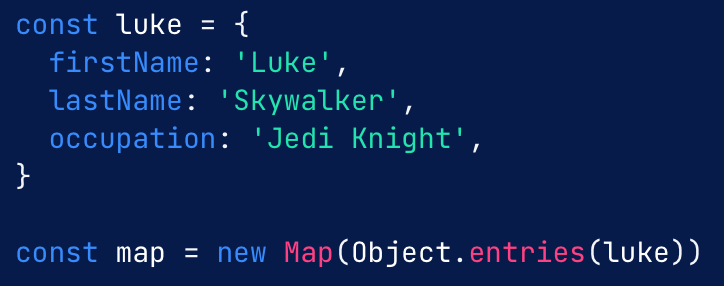 const luke = {
  firstName: 'Luke',
  lastName: 'Skywalker',
  occupation: 'Jedi Knight',
}

const map = new Map(Object.entries(luke))